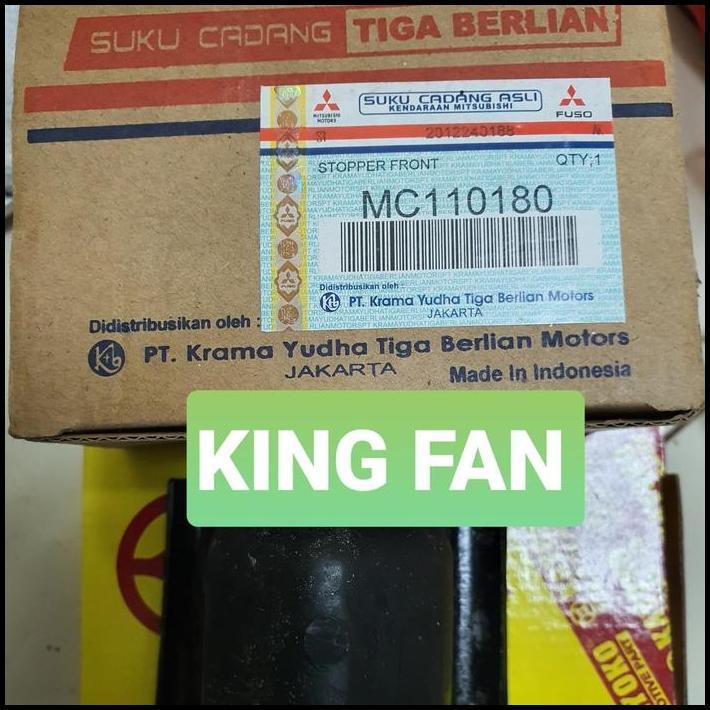 SUKU CADANG TIGA BERLIAN
MITSUBISHI MOTORS
SUKU CADANG ASLI
KENDARAAN MITSUBISHI
FUSO
2012240188
STOPPER FRONT QTY;1
MC110180
Didistribusikan oleh :
PT. Krama Yudha Tiga Berlian Motors
JAKARTA
Didistribusikan oleh :
Ktb PT. Krama Yudha Tiga Berlian Motors
JAKARTA Made In Indonesia
KING FAN